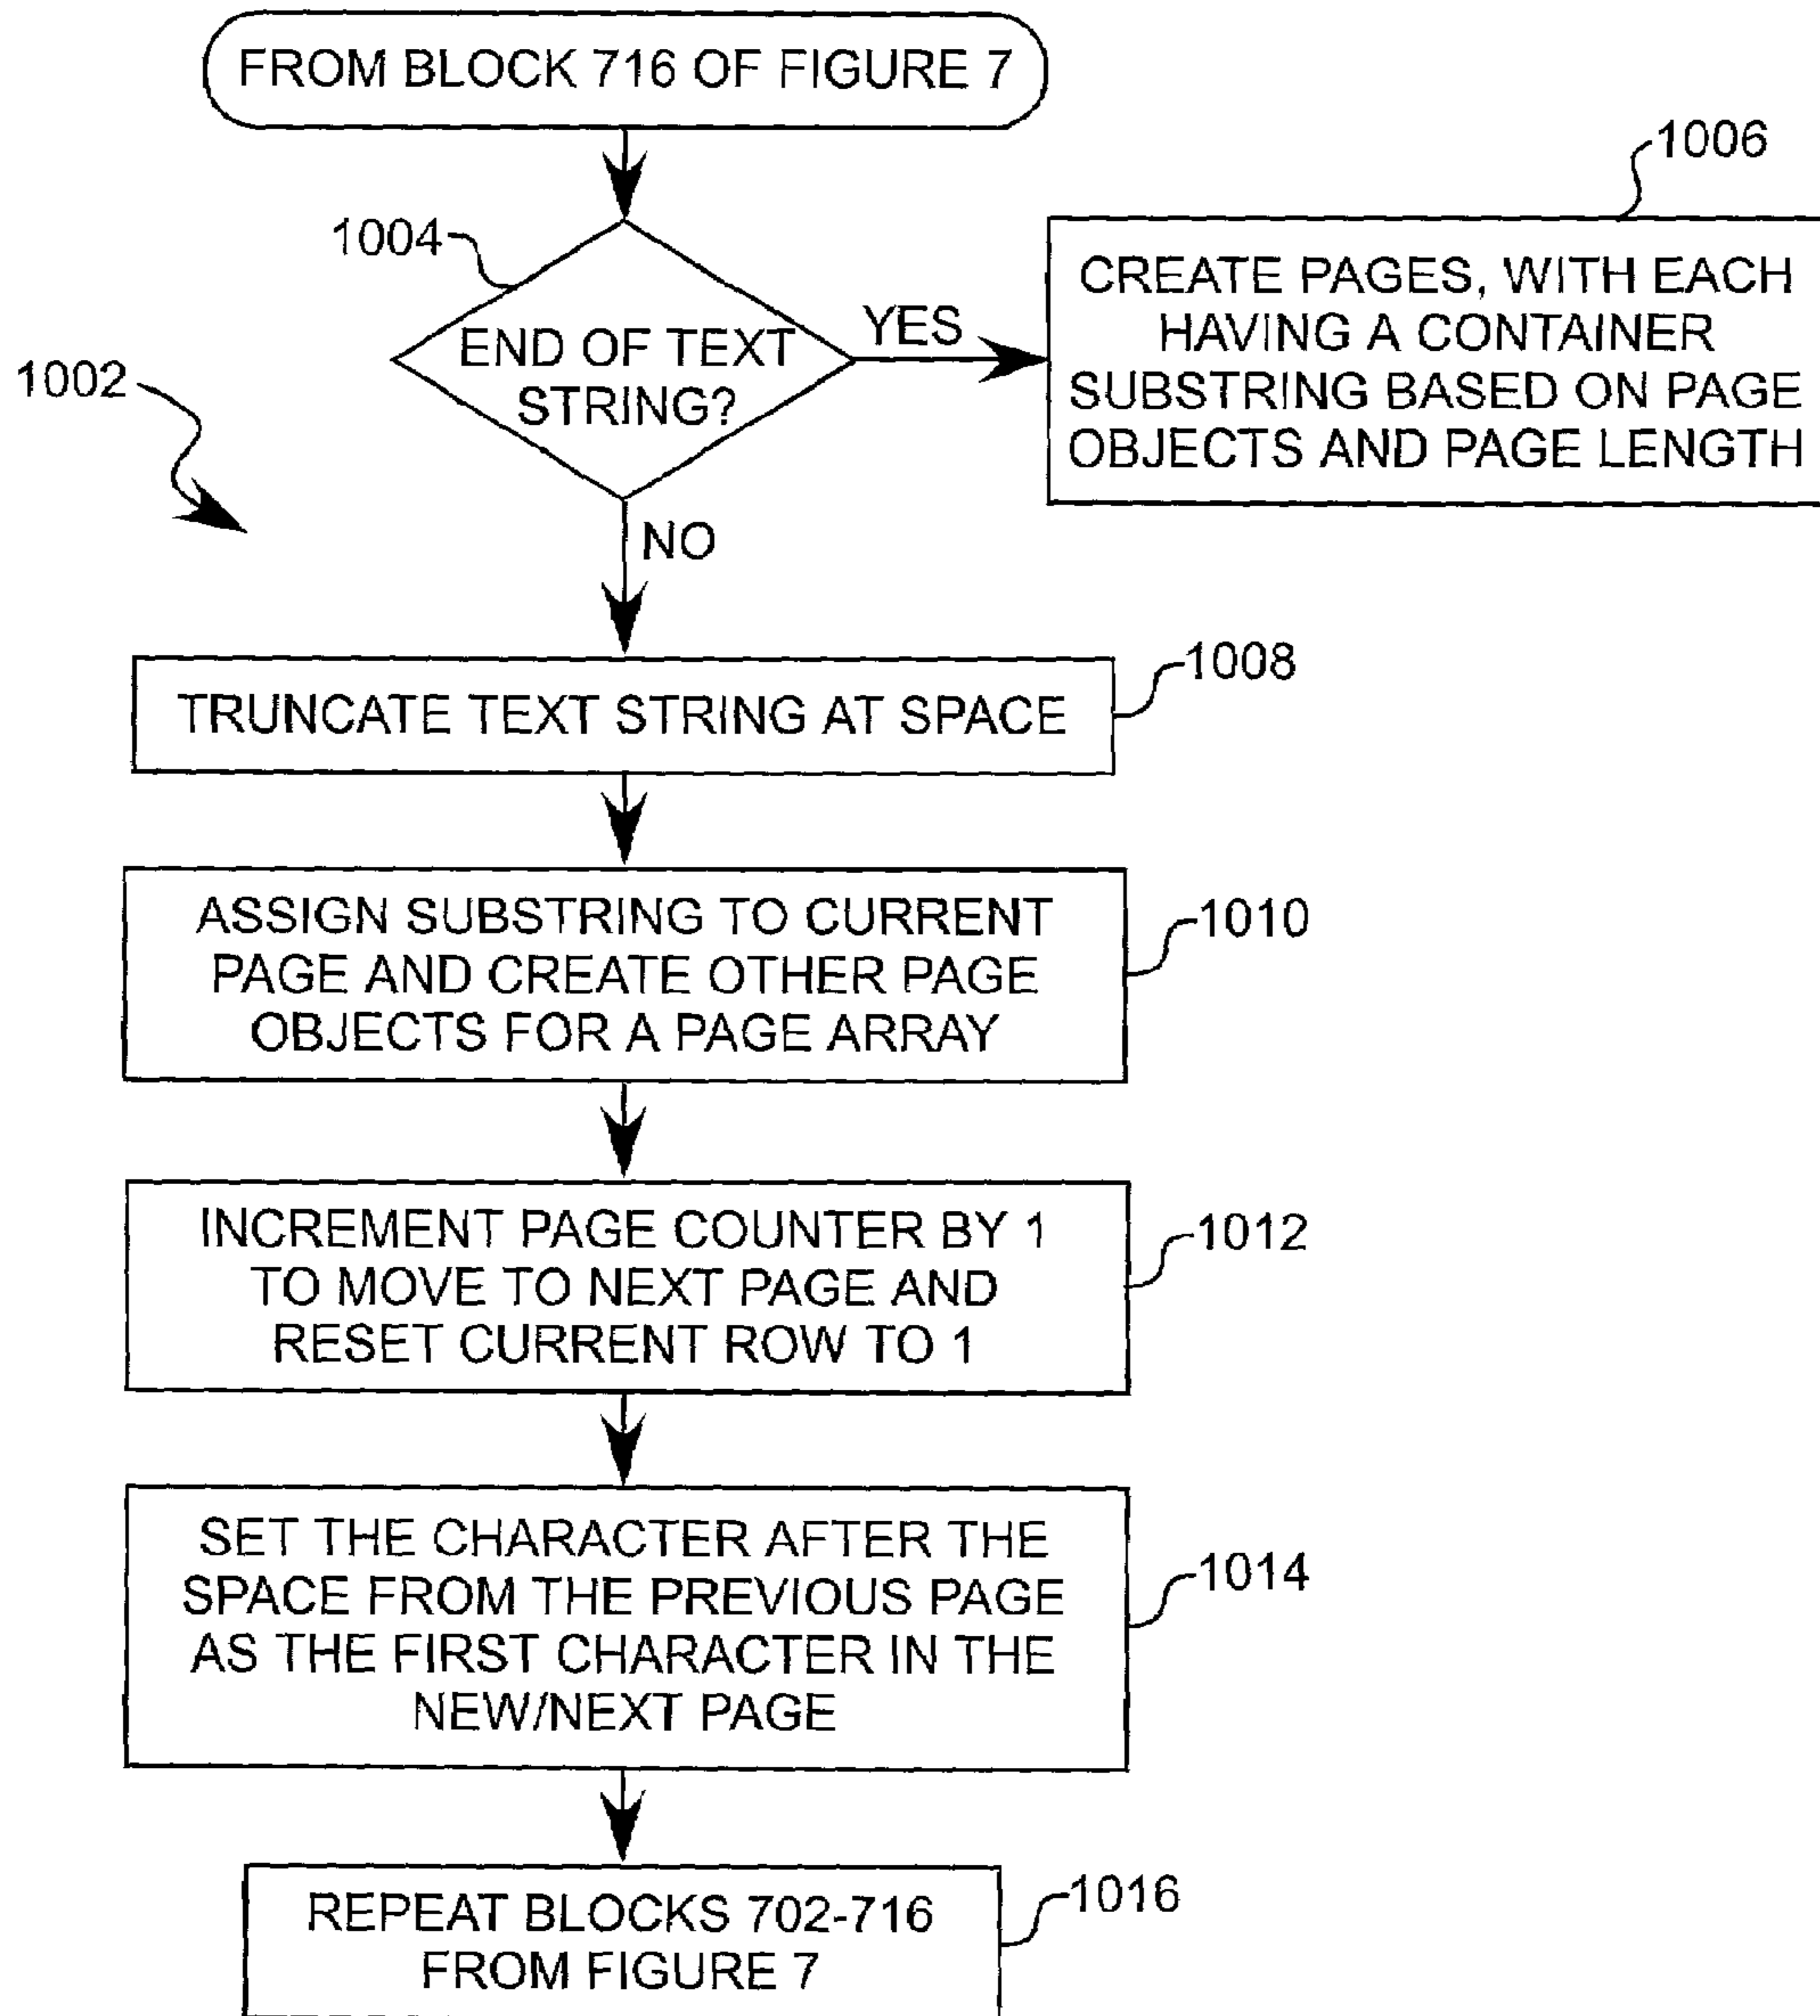 FROM BLOCK 716 OF FIGURE 7
1006
1004
END OF TEXT
STRING?
YES
CREATE PAGES, WITH EACH
HAVING A CONTAINER
SUBSTRING BASED ON PAGE
OBJECTS AND PAGE LENGTH
1002
NO
TRUNCATE TEXT STRING AT SPACE
1008
ASSIGN SUBSTRING TO CURRENT
PAGE AND CREATE OTHER PAGE
OBJECTS FOR A PAGE ARRAY
1010
INCREMENT PAGE COUNTER BY 1
TO MOVE TO NEXT PAGE AND
RESET CURRENT ROW TO 1
1012
SET THE CHARACTER AFTER THE
SPACE FROM THE PREVIOUS PAGE
AS THE FIRST CHARACTER IN THE
NEW/NEXT PAGE
1014
REPEAT BLOCKS 702-716
FROM FIGURE 7
1016